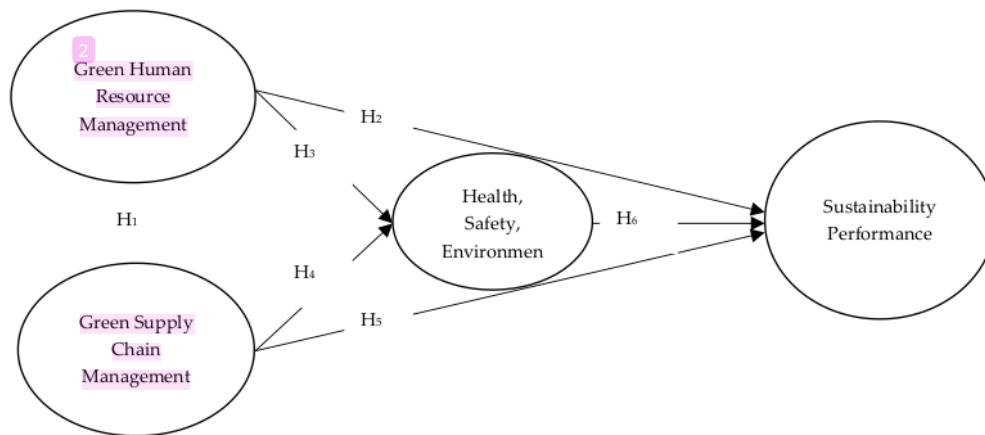 2
Green Human
Resource
Management
H2
H3
Health,
Safety,
Environmen
H6
Sustainability
Performance
H1
H4
H5
Green Supply
Chain
Management